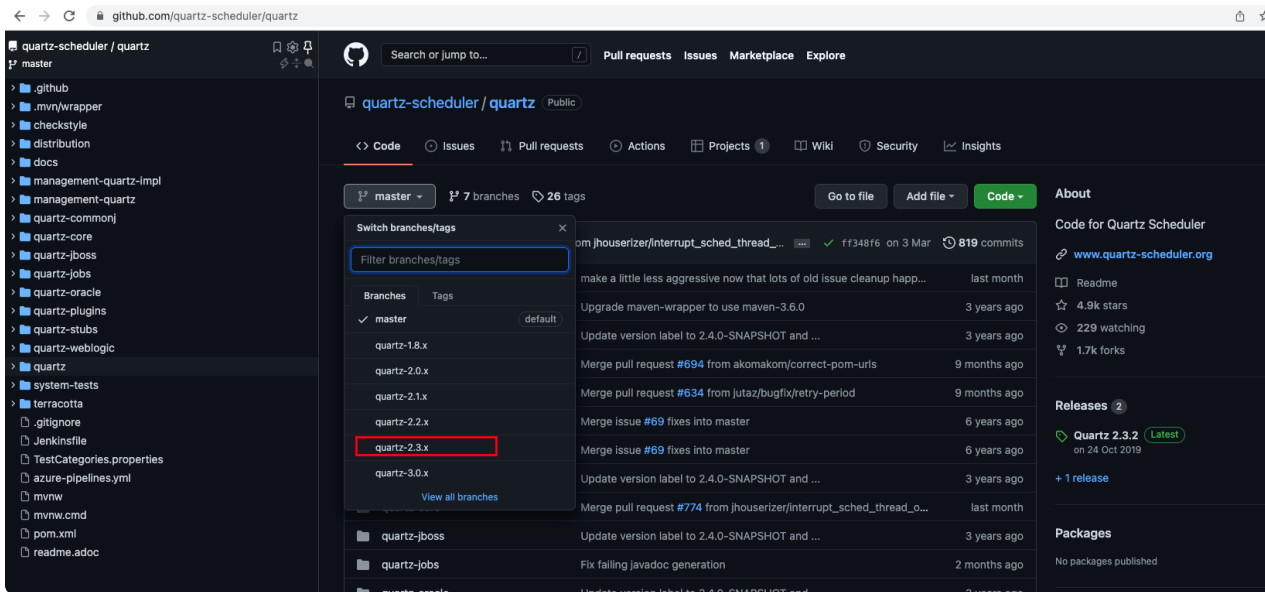 github.com/quartz-scheduler/quartz
quartz-scheduler / quartz
master
.github
.mvn/wrapper
checkstyle
distribution
docs
management-quartz-impl
management-quartz
quartz-commonj
quartz-core
quartz-jboss
quartz-jobs
quartz-oracle
quartz-plugins
quartz-stubs
quartz-weblogic
quartz
system-tests
terracotta
.gitignore
Jenkinsfile
TestCategories.properties
azure-pipelines.yml
mvnw
mvnw.cmd
pom.xml
readme.adoc
Search or jump to... / Pull requests Issues Marketplace Explore
quartz-scheduler / quartz Public
<> Code Issues Pull requests Actions Projects 1 Wiki Security Insights
master 7 branches 26 tags Go to file Add file Code
Switch branches/tags
Filter branches/tags
Branches Tags
master default
quartz-1.8.x
quartz-2.0.x
quartz-2.1.x
quartz-2.2.x
quartz-2.3.x
quartz-3.0.x
View all branches
om jhouserizer/interrupt_sched_thread_... ... ff348f6 on 3 Mar 819 commits
make a little less aggressive now that lots of old issue cleanup happ... last month
Upgrade maven-wrapper to use maven-3.6.0 3 years ago
Update version label to 2.4.0-SNAPSHOT and ... 3 years ago
Merge pull request #694 from akomakom/correct-pom-urls 9 months ago
Merge pull request #634 from jutaz/bugfix/retry-period 9 months ago
Merge issue #69 fixes into master 6 years ago
Merge issue #69 fixes into master 6 years ago
Update version label to 2.4.0-SNAPSHOT and ... 3 years ago
Merge pull request #774 from jhouserizer/interrupt_sched_thread_o... last month
quartz-jboss Update version label to 2.4.0-SNAPSHOT and ... 3 years ago
quartz-jobs Fix failing javadoc generation 2 months ago
About
Code for Quartz Scheduler
www.quartz-scheduler.org
Readme
4.9k stars
229 watching
1.7k forks
Releases 2
Quartz 2.3.2 Latest
on 24 Oct 2019
+ 1 release
Packages
No packages published